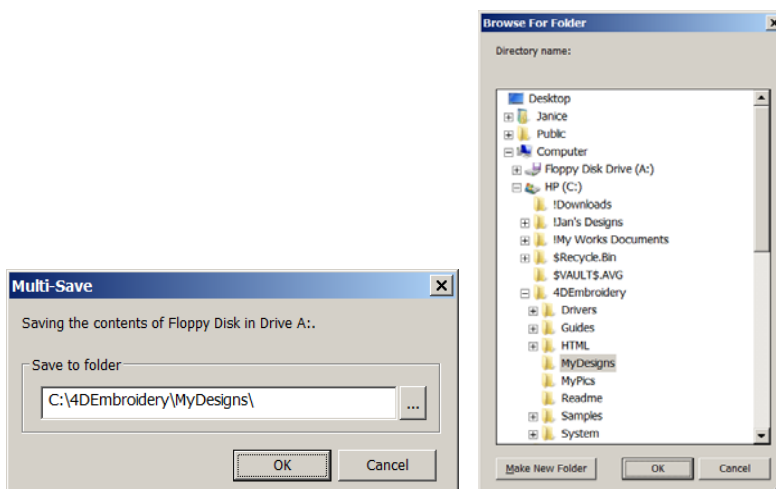 Multi-Save
Saving the contents of Floppy Disk in Drive A:.
Save to folder
C:\4DEmbroidery\MyDesigns\
...
OK
Cancel
Browse For Folder
Directory name:
Desktop
Janice
Public
Computer
Floppy Disk Drive (A:)
HP (C:)
!Downloads
!Jan's Designs
!My Works Documents
$Recycle.Bin
$VAULT$.AVG
4DEmbroidery
Drivers
Guides
HTML
MyDesigns
MyPics
Readme
Samples
System
Make New Folder
OK
Cancel